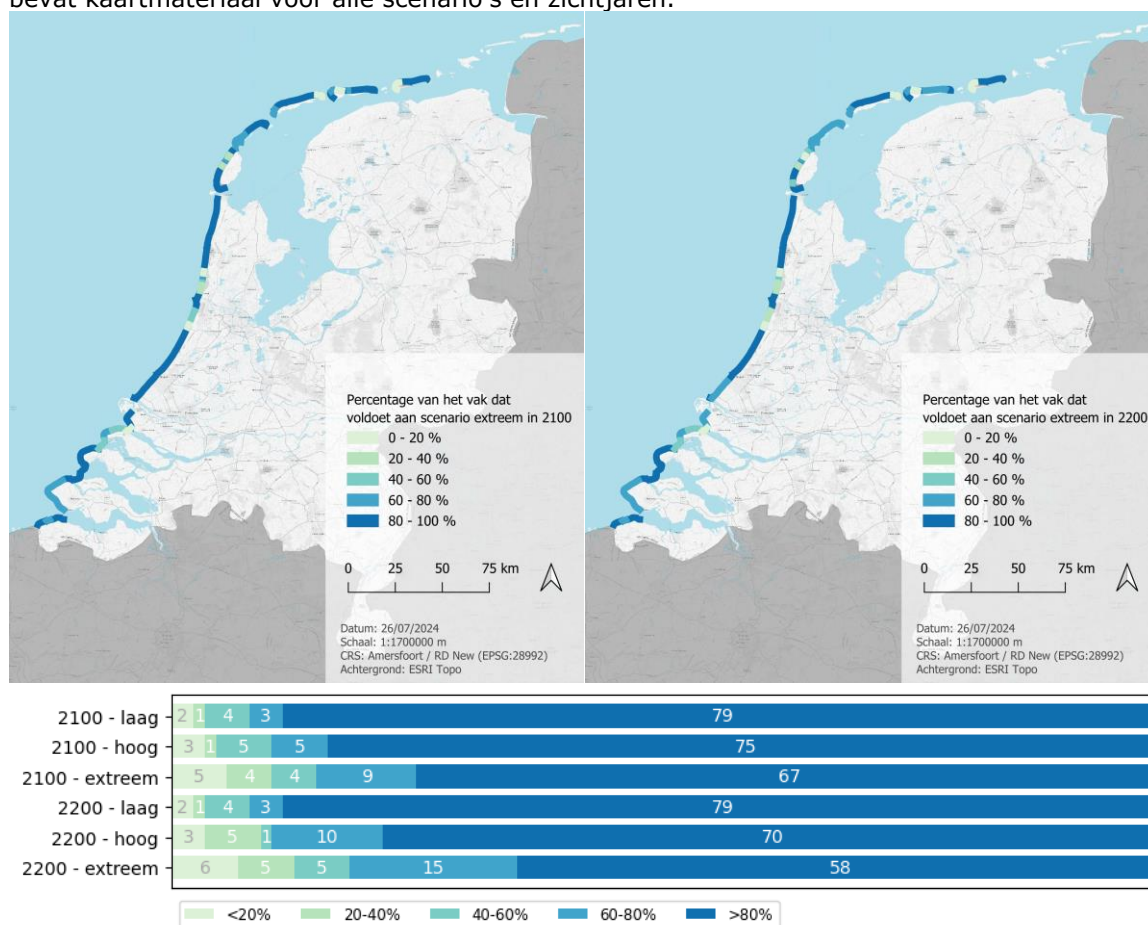 bevat kaartmateriaal voor alle scenario's en zichtjaren.
Percentage van het vak dat
voldoet aan scenario extreem in 2100
0 - 20 %
20 - 40 %
40 - 60 %
60 - 80 %
80 - 100 %
0 25 50 75 km
Datum: 26/07/2024
Schaal: 1:1700000 m
CRS: Amersfoort / RD New (EPSG:28992)
Achtergrond: ESRI Topo
Percentage van het vak dat
voldoet aan scenario extreem in 2200
0 - 20 %
20 - 40 %
40 - 60 %
60 - 80 %
80 - 100 %
0 25 50 75 km
Datum: 26/07/2024
Schaal: 1:1700000 m
CRS: Amersfoort / RD New (EPSG:28992)
Achtergrond: ESRI Topo
2100 - laag 2 1 4 3 79
2100 - hoog 3 1 5 5 75
2100 - extreem 5 4 4 9 67
2200 - laag 2 1 4 3 79
2200 - hoog 3 5 1 10 70
2200 - extreem 6 5 5 15 58
<20% 20-40% 40-60% 60-80% >80%